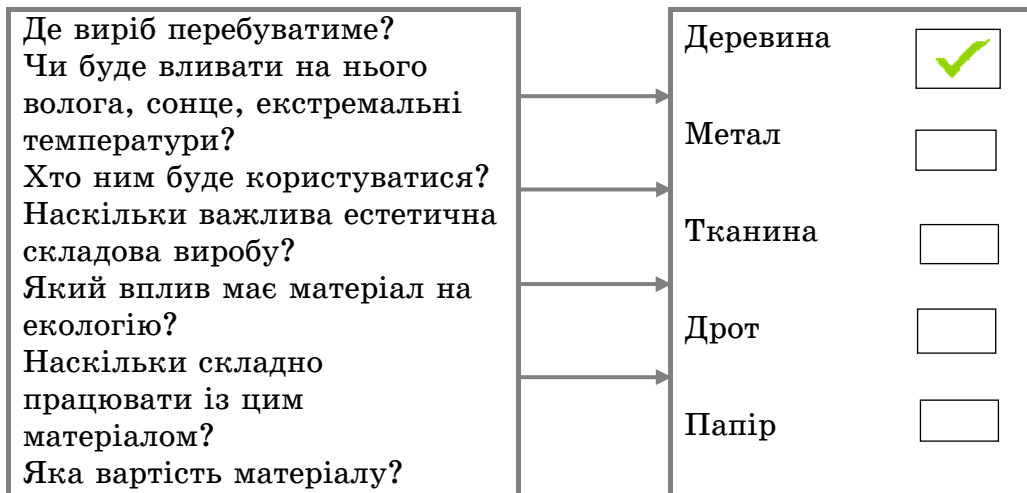 Де виріб перебуватиме?
Чи буде вливати на нього
волога, сонце, екстремальні
температури?
Хто ним буде користуватися?
Наскільки важлива естетична
складова виробу?
Який вплив має матеріал на
екологію?
Наскільки складно
працювати із цим
матеріалом?
Яка вартість матеріалу?
Деревина
Метал
Тканина
Дрот
Папір